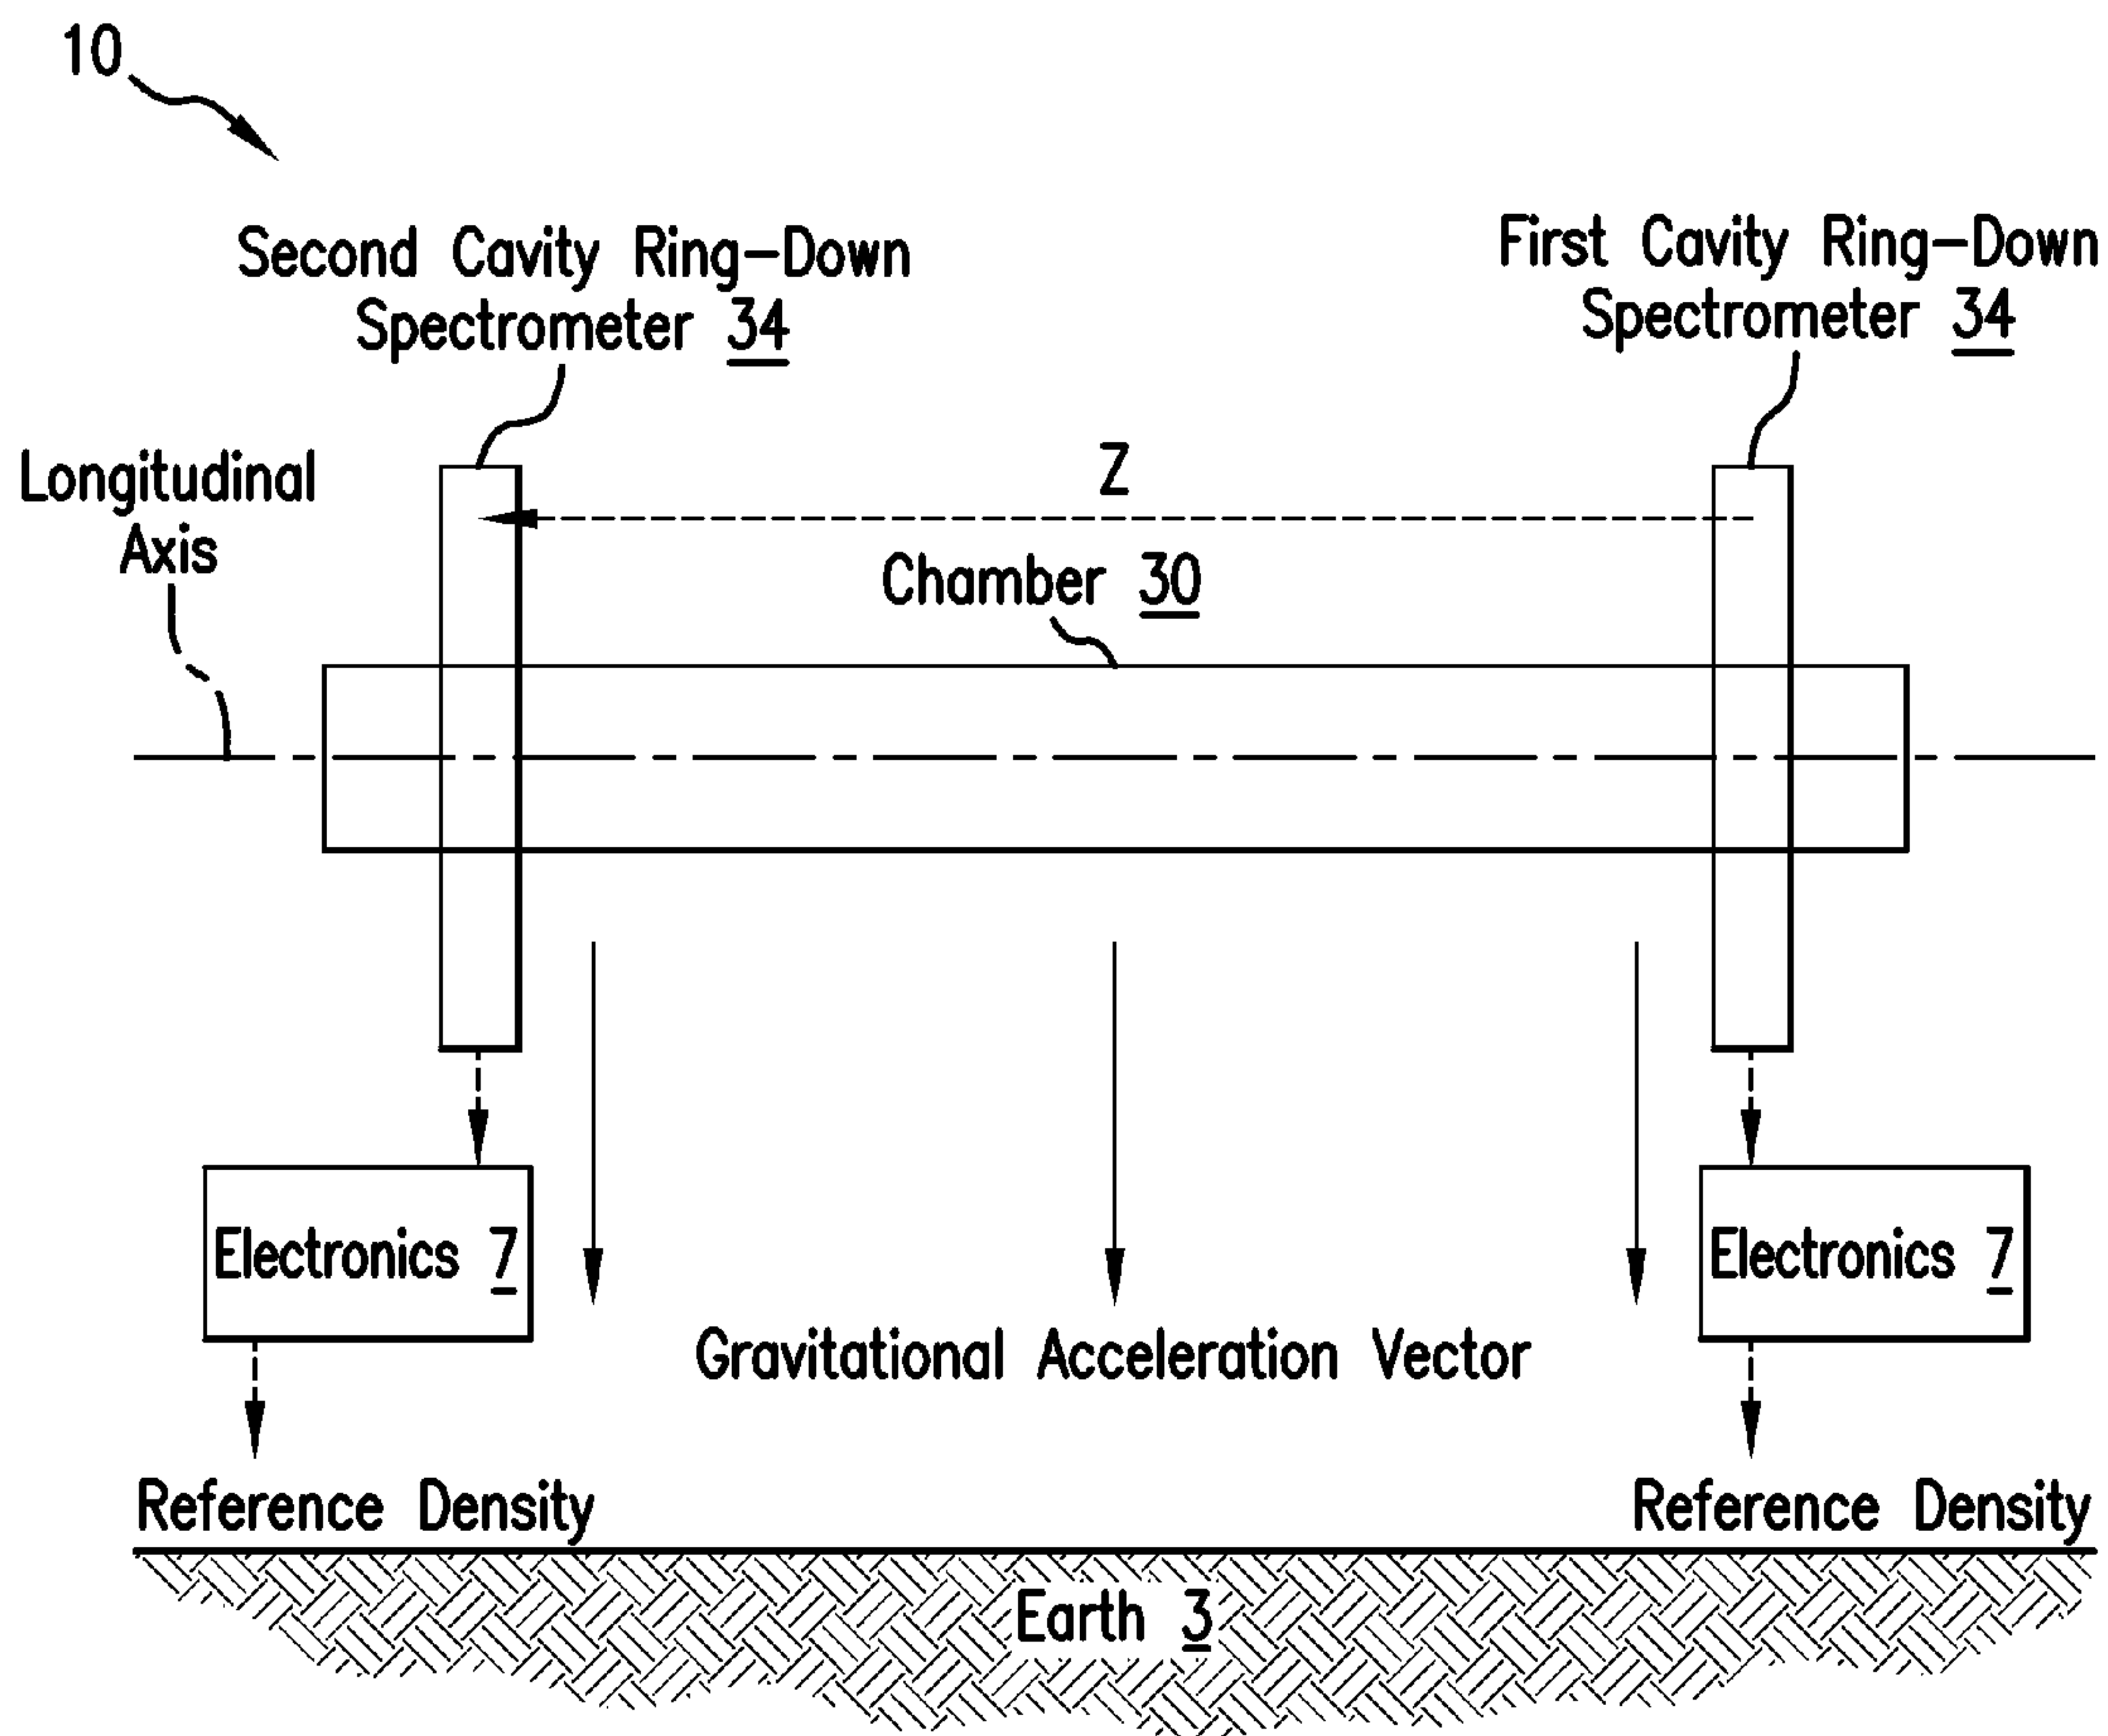 10
Second Cavity Ring-Down
Spectrometer 34
First Cavity Ring-Down
Spectrometer 34
Longitudinal
Axis
Z
Chamber 30
Electronics 7
Electronics 7
Gravitational Acceleration Vector
Reference Density
Reference Density
Earth 3